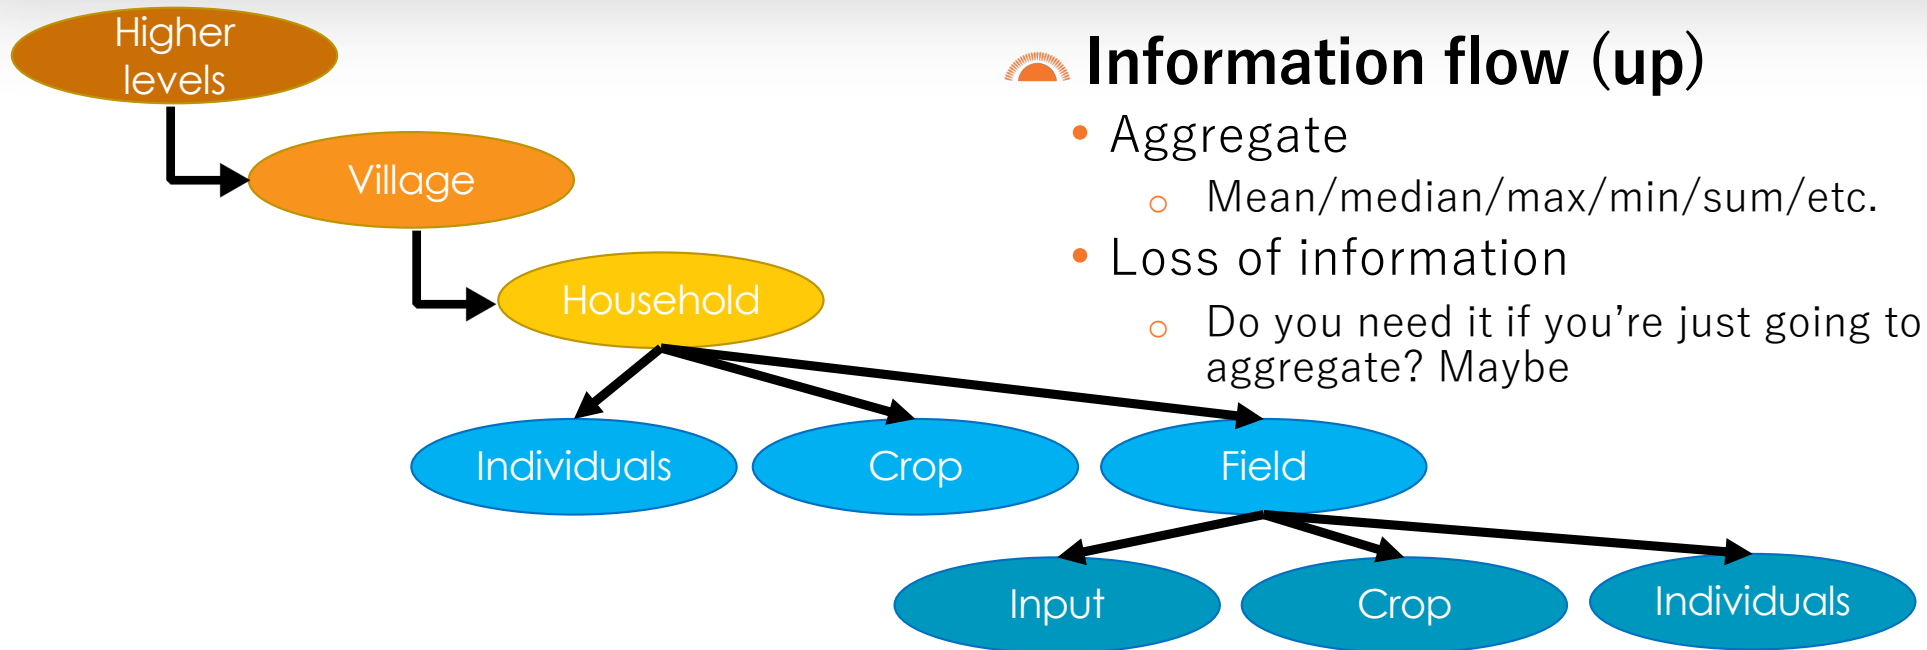 Higher
levels
Village
Household
Individuals
Crop
Field
Input
Crop
Individuals
Information flow (up)
• Aggregate
o Mean/median/max/min/sum/etc.
• Loss of information
o Do you need it if you’re just going to
aggregate? Maybe